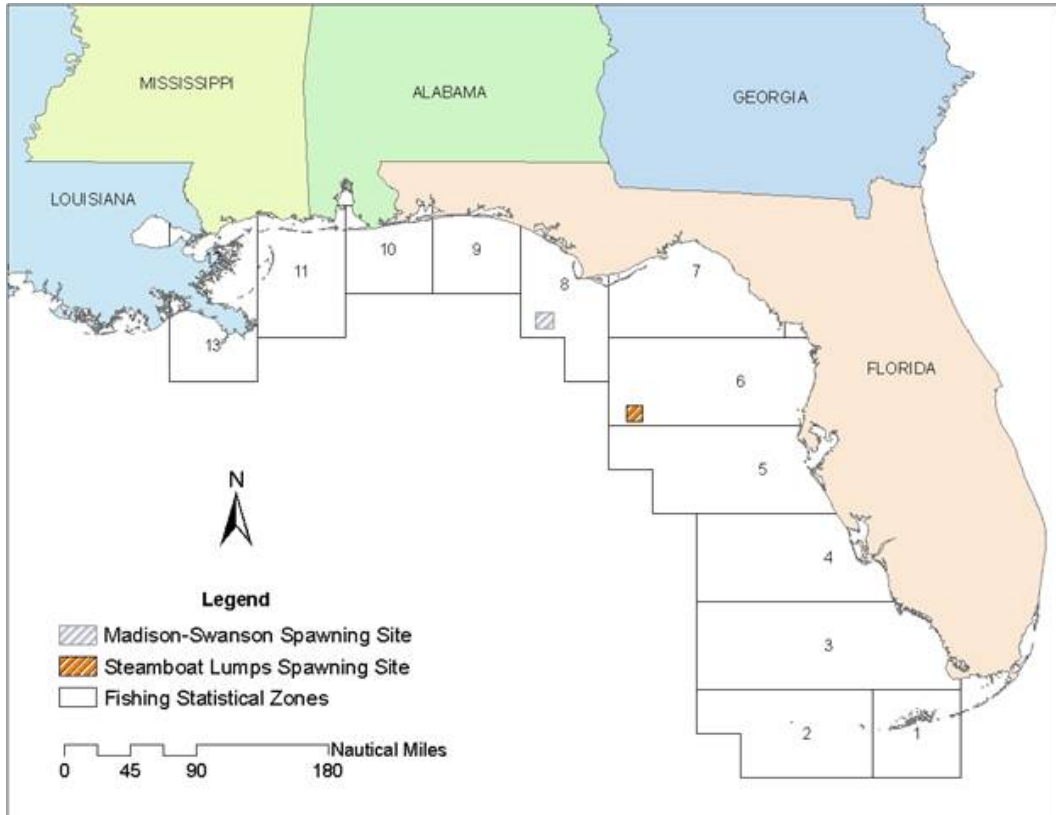 MISSISSIPPI
ALABAMA
GEORGIA
LOUISIANA
FLORIDA
11
10
9
8
7
12
13
6
5
4
3
2
1
N
Legend
Madison-Swanson Spawning Site
Steamboat Lumps Spawning Site
Fishing Statistical Zones
Nautical Miles
0 45 90 180